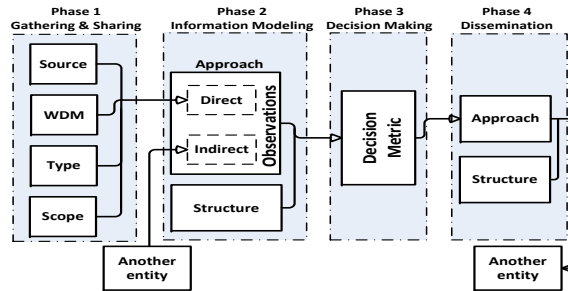 Phase 1
Gathering & Sharing
Source
WDM
Type
Scope
Another
entity
Phase 2
Information Modeling
Approach
Direct
Indirect
Observations
Structure
Phase 3
Decision Making
Decision
Metric
Phase 4
Dissemination
Approach
Structure
Another
entity